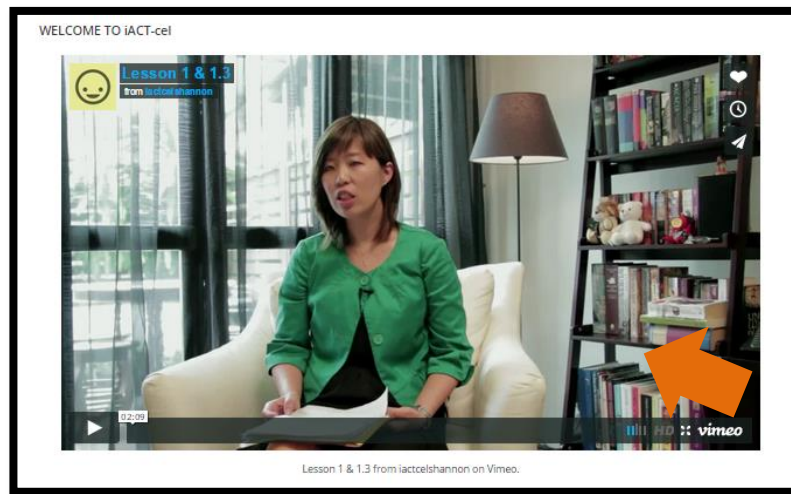 WELCOME TO iACT-cel
Lesson 1 & 1.3
from iactcelshannon
02:09
HD vimeo
Lesson 1 & 1.3 from iactcelshannon on Vimeo.